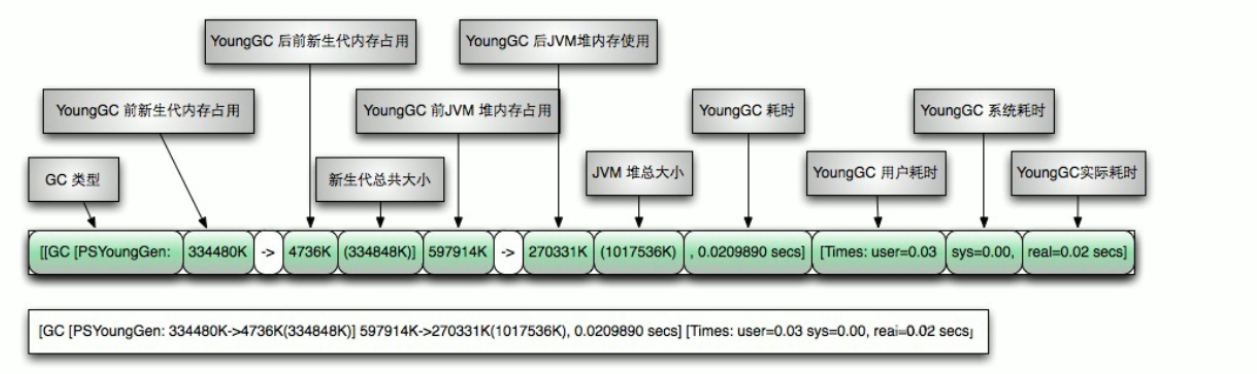 YoungGC 后前新生代内存占用
YoungGC 后JVM堆内存使用
YoungGC 前新生代内存占用
YoungGC 前JVM 堆内存占用
YoungGC 耗时
YoungGC 系统耗时
GC 类型
新生代总共大小
JVM 堆总大小
YoungGC 用户耗时
YoungGC实际耗时
[[GC [PSYoungGen: 334480K -> 4736K (334848K)] 597914K -> 270331K (1017536K) , 0.0209890 secs] [Times: user=0.03 sys=0.00, real=0.02 secs]
[GC [PSYoungGen: 334480K->4736K(334848K)] 597914K->270331K(1017536K), 0.0209890 secs] [Times: user=0.03 sys=0.00, real=0.02 secs]